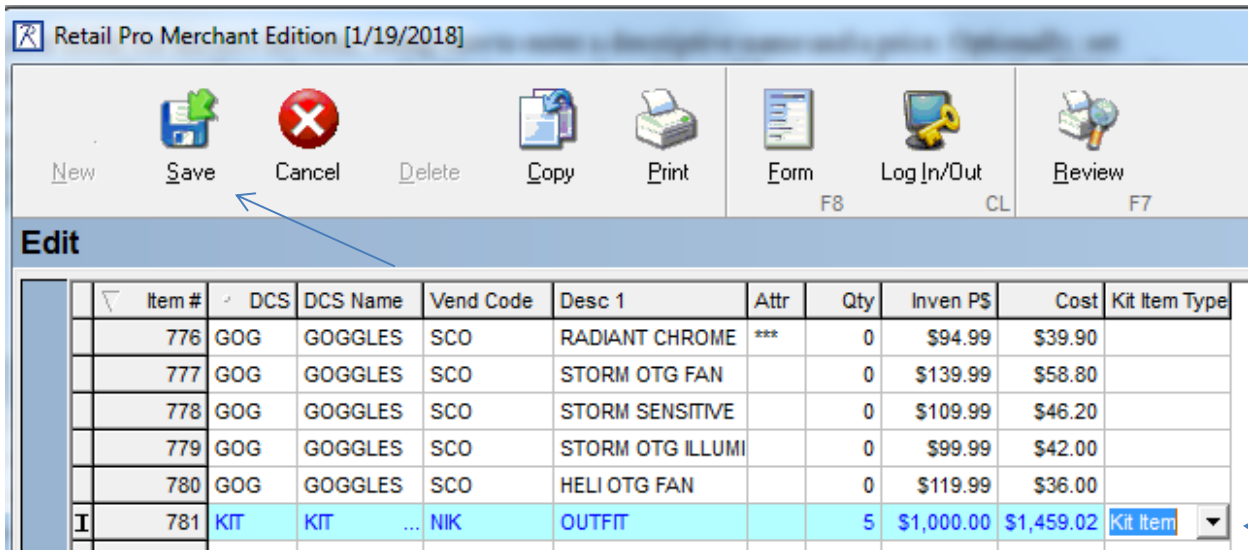 Retail Pro Merchant Edition [1/19/2018]
New Save Cancel Delete Copy Print Form Log In/Out Review
F8 CL F7
Edit
Item # DCS DCS Name Vend Code Desc 1 Attr Qty Inven P$ Cost Kit Item Type
776 GOG GOGGLES SCO RADIANT CHROME *** 0 $94.99 $39.90
777 GOG GOGGLES SCO STORM OTG FAN 0 $139.99 $58.80
778 GOG GOGGLES SCO STORM SENSITIVE 0 $109.99 $46.20
779 GOG GOGGLES SCO STORM OTG ILLUMI 0 $99.99 $42.00
780 GOG GOGGLES SCO HELI OTG FAN 0 $119.99 $36.00
781 KIT KIT ... NIK OUTFIT 5 $1,000.00 $1,459.02 Kit Item